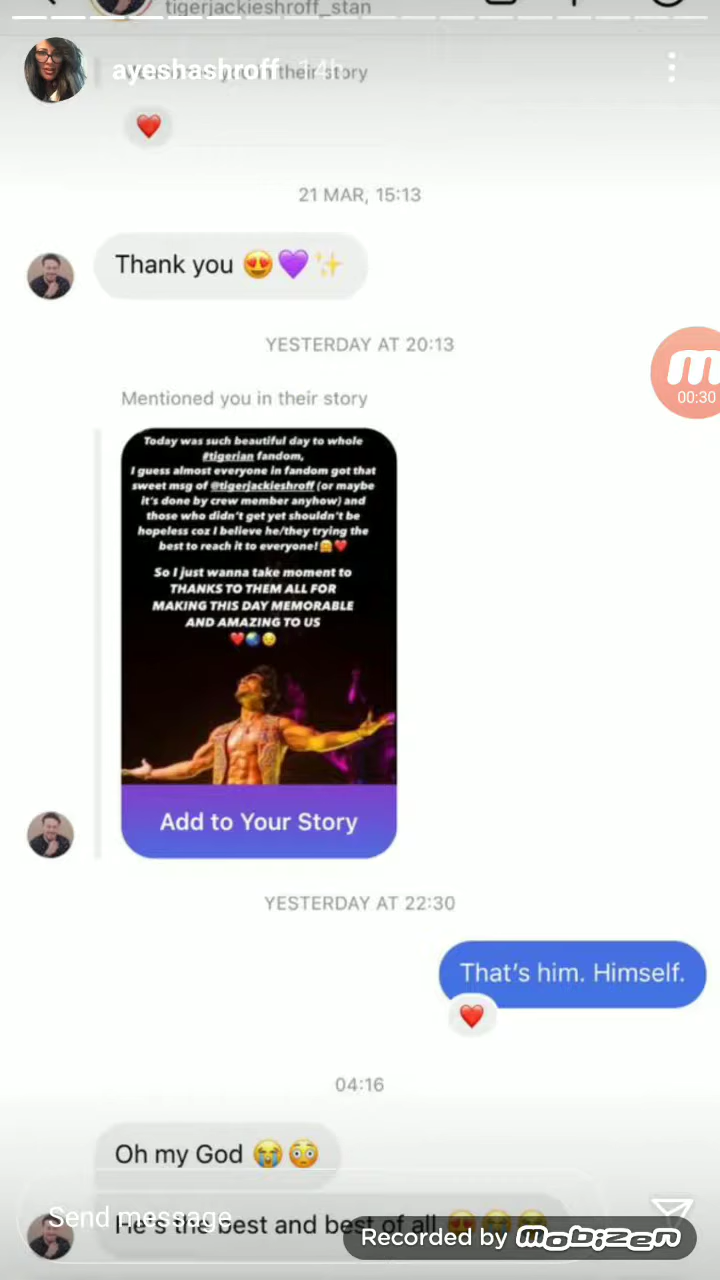 tigerjackieshroff_stan
ayeshashroff 14h
Mentioned you in their story
❤️
21 MAR, 15:13
Thank you 😍💜✨
YESTERDAY AT 20:13
Mentioned you in their story
Today was such beautiful day to whole
#tigerian fandom,
I guess almost everyone in fandom got that
sweet msg of @tigerjackieshroff (or maybe
it's done by crew member anyhow) and
those who didn't get yet shouldn't be
hopeless coz I believe he/they trying the
best to reach it to everyone!🤗❤️
So I just wanna take moment to
THANKS TO THEM ALL FOR
MAKING THIS DAY MEMORABLE
AND AMAZING TO US
Add to Your Story
YESTERDAY AT 22:30
That's him. Himself.
❤️
04:16
Oh my God 😭😳
He's the best and best of all
Send message
m
00:30
Recorded by mobizen